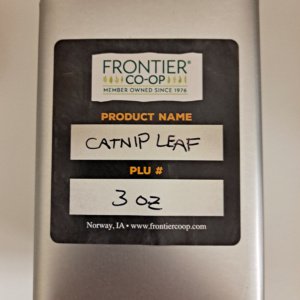 FRONTIER®
CO-OP
MEMBER OWNED SINCE 1976
PRODUCT NAME
CATNIP LEAF
PLU #
3 OZ
Norway, IA • www.frontiercoop.com